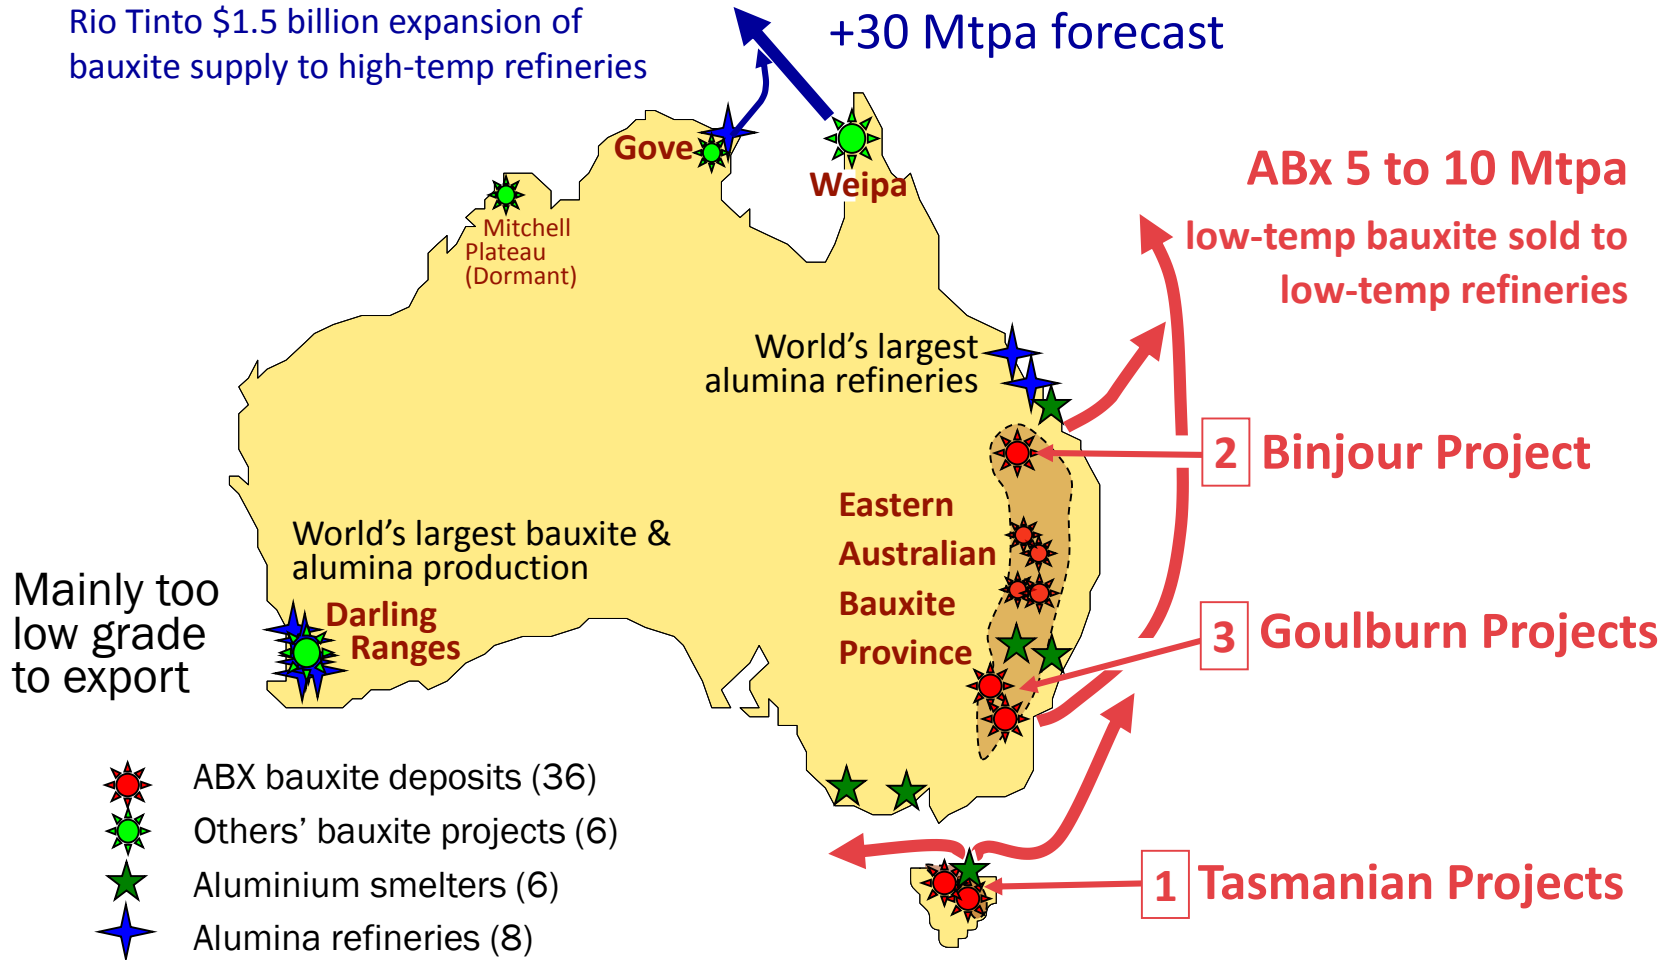 Rio Tinto $1.5 billion expansion of
bauxite supply to high-temp refineries
+30 Mtpa forecast
Gove
Weipa
Mitchell
Plateau
(Dormant)
ABx 5 to 10 Mtpa
low-temp bauxite sold to
low-temp refineries
World’s largest
alumina refineries
2 Binjour Project
Eastern
Australian
Bauxite
Province
World’s largest bauxite &
alumina production
Mainly too
low grade
to export
Darling
Ranges
3 Goulburn Projects
ABX bauxite deposits (36)
Others’ bauxite projects (6)
Aluminium smelters (6)
Alumina refineries (8)
1 Tasmanian Projects